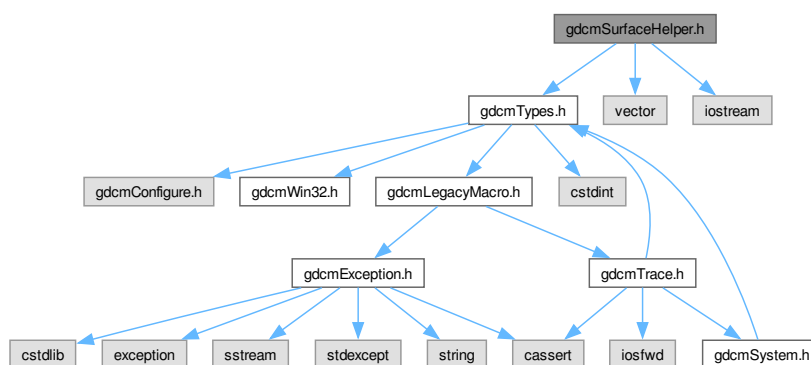 gdcmSurfaceHelper.h
gdcmTypes.h
vector
iostream
gdcmConfigure.h
gdcmWin32.h
gdcmLegacyMacro.h
cstdint
gdcmException.h
gdcmTrace.h
cstdlib
exception
sstream
stdexcept
string
cassert
iosfwd
gdcmSystem.h